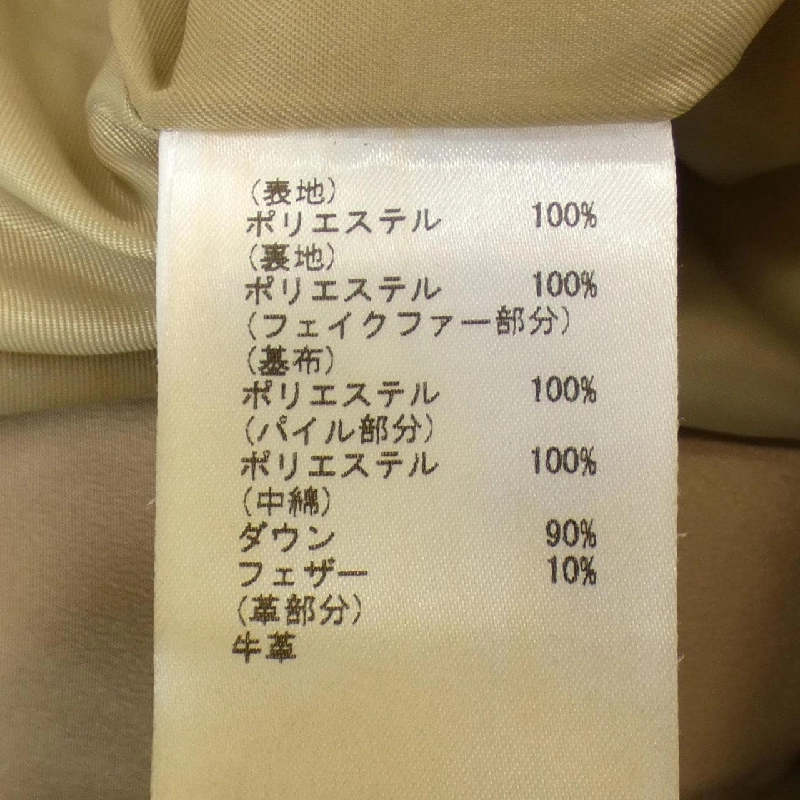 (表地)
ポリエステル 100%
(裏地)
ポリエステル 100%
(フェイクファー部分)
(基布)
ポリエステル 100%
(パイル部分)
ポリエステル 100%
(中綿)
ダウン 90%
フェザー 10%
(革部分)
牛革